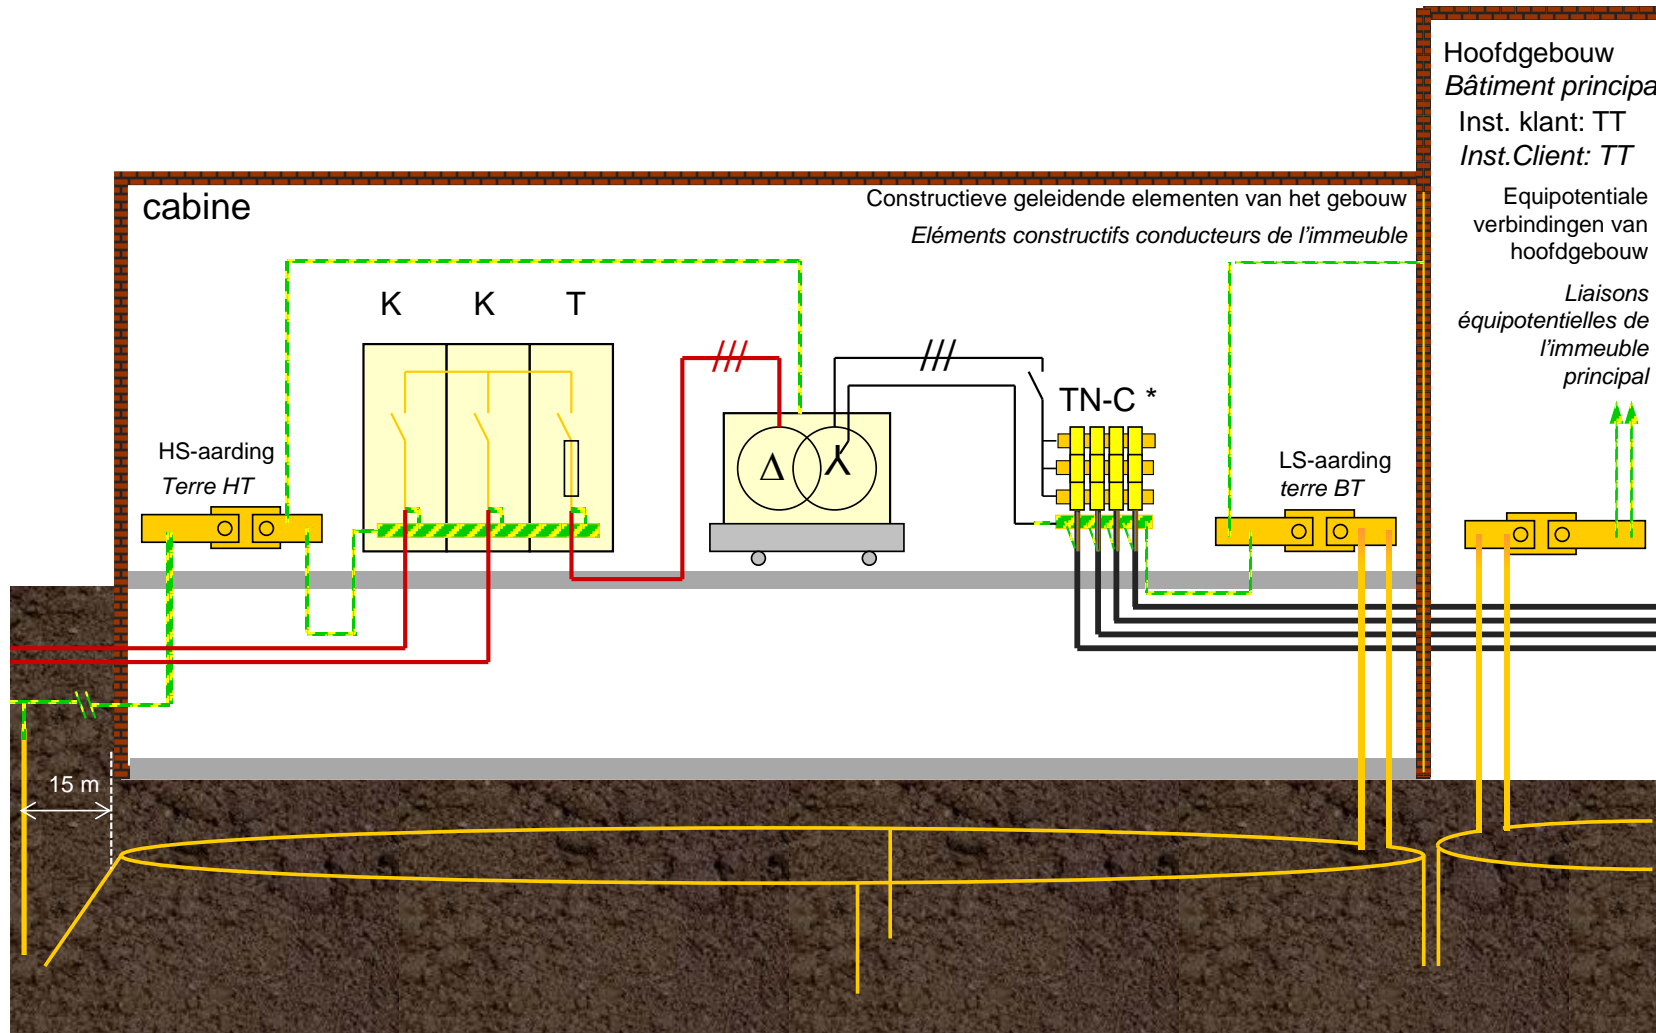 Hoofdgebouw
Bâtiment principa
Inst. klant: TT
Inst.Client: TT
Equipotentiale
verbindingen van
hoofdgebouw
Liaisons
équipotentielles de
l'immeuble
principal
cabine
Constructieve geleidende elementen van het gebouw
Eléments constructifs conducteurs de l'immeuble
K K T
TN-C *
HS-aarding
Terre HT
Δ
LS-aarding
terre BT
15 m